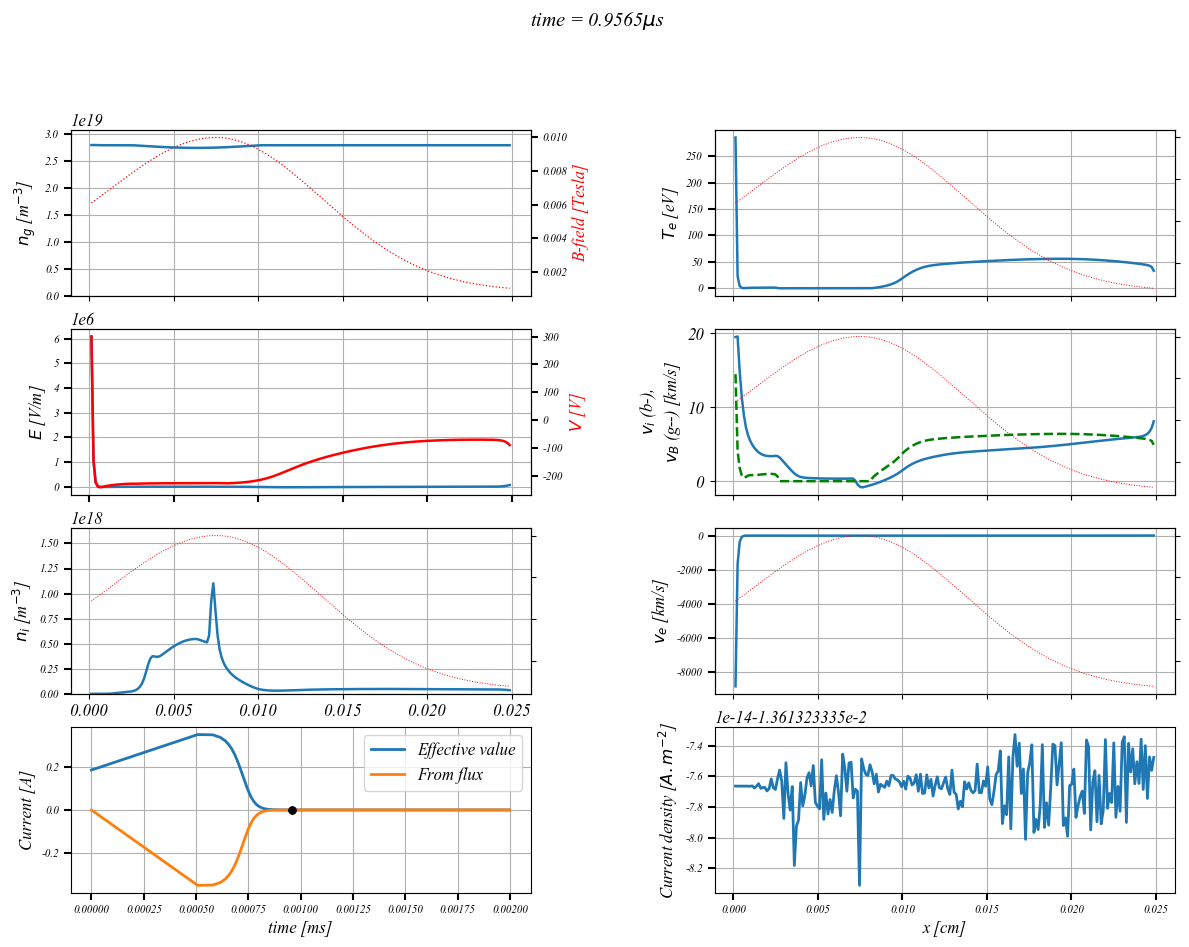 time = 0.9565μs
1e19
3.0
2.5
2.0
1.5
1.0
0.5
0.0
n_g [m^{-3}]
0.010
0.008
0.006
0.004
0.002
B-field [Tesla]
250
200
150
100
50
0
T_e [eV]
1e6
6
5
4
3
2
1
0
E [V/m]
300
200
100
0
-100
-200
V [V]
20
10
0
v_i (b-),
v_B (g--) [km/s]
1e18
1.50
1.25
1.00
0.75
0.50
0.25
0.00
n_i [m^{-3}]
0.000 0.005 0.010 0.015 0.020 0.025
0
-2000
-4000
-6000
-8000
v_e [km/s]
0.2
0.0
-0.2
Current [A]
Effective value
From flux
0.00000 0.00025 0.00050 0.00075 0.00100 0.00125 0.00150 0.00175 0.00200
time [ms]
1e-14-1.361323335e-2
-7.4
-7.6
-7.8
-8.0
-8.2
Current density [A.m^{-2}]
0.000 0.005 0.010 0.015 0.020 0.025
x [cm]